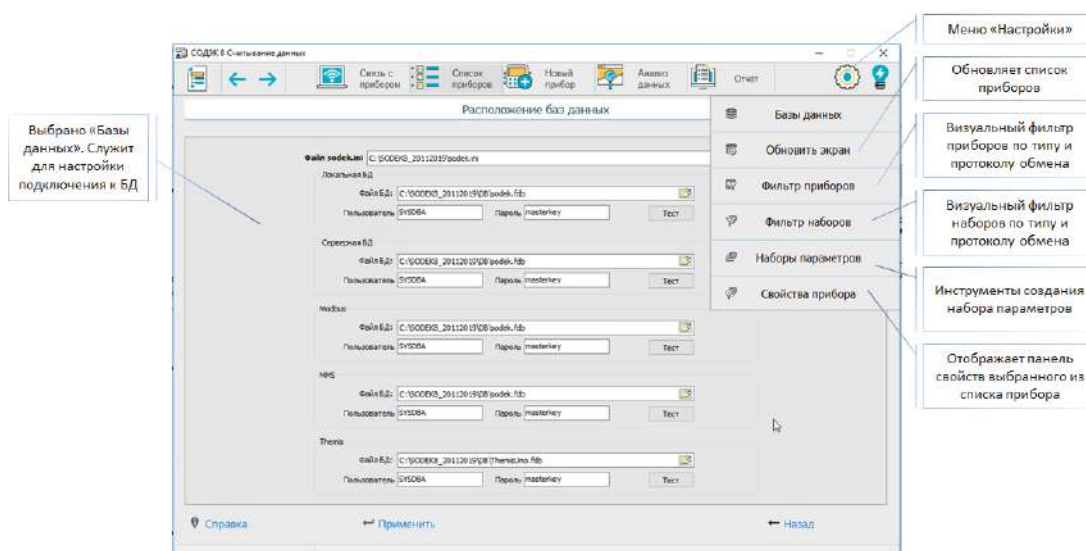 СОДЭК 8 Считывание данных
Связь с прибором
Список приборов
Новый прибор
Анализ данных
Отчет
Расположение баз данных
Файл sodek.ini C:\SODEK8_20112019\sodek.ini
Локальная БД
Файл БД: C:\SODEK8_20112019\DB\sodek.fdb
Пользователь SYSDBA Пароль masterkey Тест
Серверная БД
Файл БД: C:\SODEK8_20112019\DB\sodek.fdb
Пользователь SYSDBA Пароль masterkey Тест
Modbus
Файл БД: C:\SODEK8_20112019\DB\sodek.fdb
Пользователь SYSDBA Пароль masterkey Тест
MMS
Файл БД: C:\SODEK8_20112019\DB\sodek.fdb
Пользователь SYSDBA Пароль masterkey Тест
Themis
Файл БД: C:\SODEK8_20112019\DB\ThemisUno.fdb
Пользователь SYSDBA Пароль masterkey Тест
Справка
Применить
Назад
Базы данных
Обновить экран
Фильтр приборов
Фильтр наборов
Наборы параметров
Свойства прибора
Выбрано «Базы
данных». Служит
для настройки
подключения к БД
Меню «Настройки»
Обновляет список
приборов
Визуальный фильтр
приборов по типу и
протоколу обмена
Визуальный фильтр
наборов по типу и
протоколу обмена
Инструменты создания
набора параметров
Отображает панель
свойств выбранного из
списка прибора